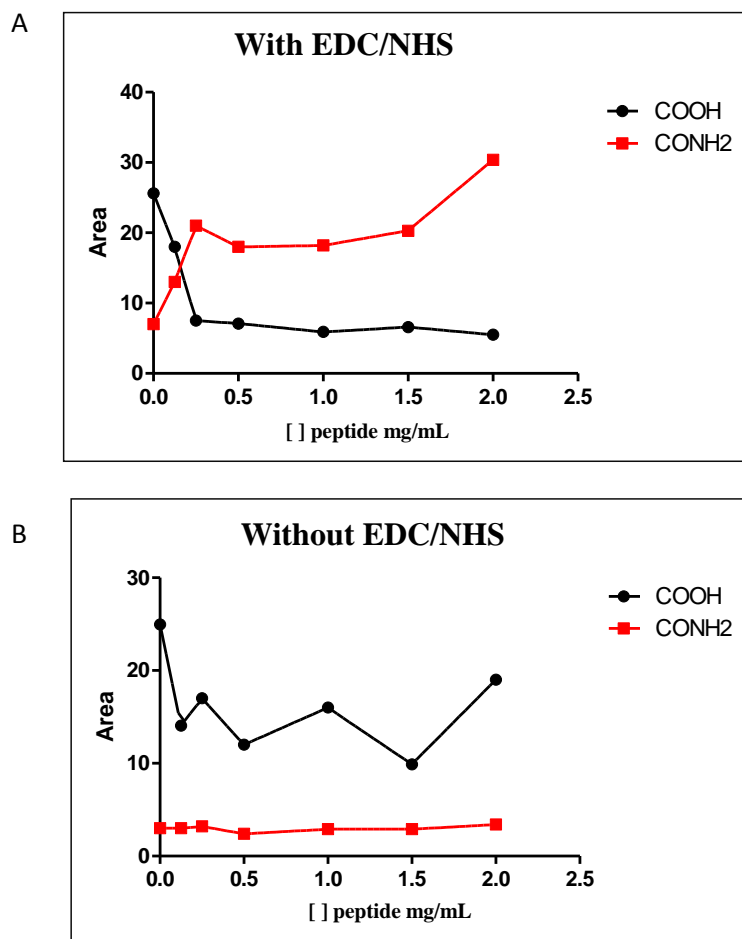 A
With EDC/NHS
40
30
20
10
0
Area
0.0 0.5 1.0 1.5 2.0 2.5
[ ] peptide mg/mL
COOH
CONH2
B
Without EDC/NHS
30
20
10
0
Area
0.0 0.5 1.0 1.5 2.0 2.5
[ ] peptide mg/mL
COOH
CONH2